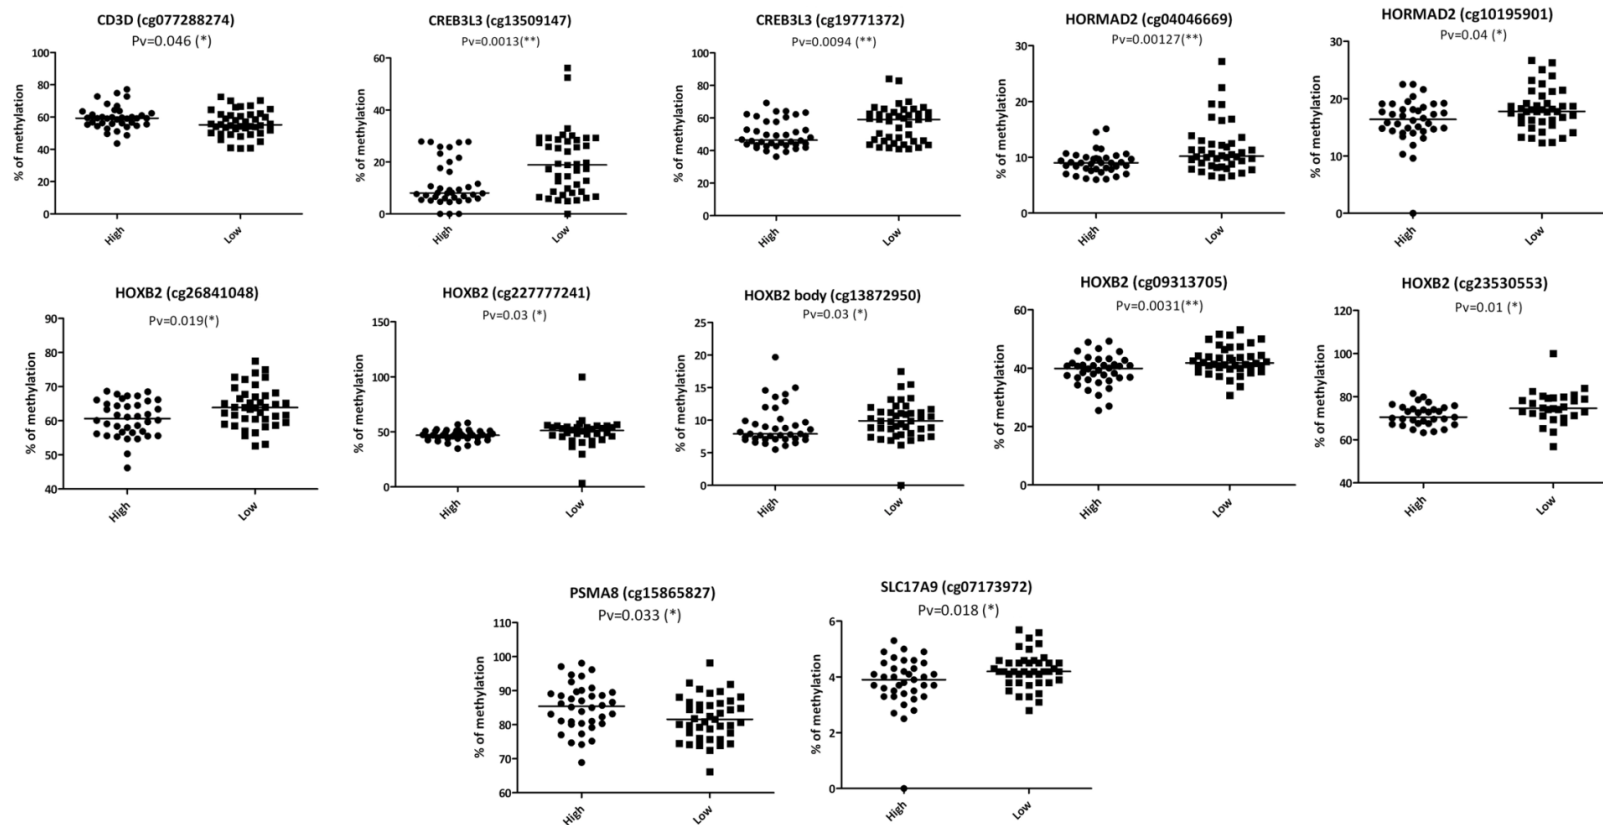 CD3D (cg077288274)
Pv=0.046 (*)
% of methylation
100
80
60
40
20
0
High
Low
CREB3L3 (cg13509147)
Pv=0.0013(**)
% of methylation
60
40
20
0
High
Low
CREB3L3 (cg19771372)
Pv=0.0094 (**)
% of methylation
100
80
60
40
20
0
High
Low
HORMAD2 (cg04046669)
Pv=0.00127(**)
% of methylation
30
20
10
0
High
Low
HORMAD2 (cg10195901)
Pv=0.04 (*)
% of methylation
30
20
10
0
High
Low
HOXB2 (cg26841048)
Pv=0.019(*)
% of methylation
90
80
70
60
50
40
High
Low
HOXB2 (cg227777241)
Pv=0.03 (*)
% of methylation
150
100
50
0
High
Low
HOXB2 body (cg13872950)
Pv=0.03 (*)
% of methylation
25
20
15
10
5
0
High
Low
HOXB2 (cg09313705)
Pv=0.0031(**)
% of methylation
60
40
20
0
High
Low
HOXB2 (cg23530553)
Pv=0.01 (*)
% of methylation
120
100
80
60
40
High
Low
PSMA8 (cg15865827)
Pv=0.033 (*)
% of methylation
110
100
90
80
70
60
High
Low
SLC17A9 (cg07173972)
Pv=0.018 (*)
% of methylation
6
4
2
0
High
Low